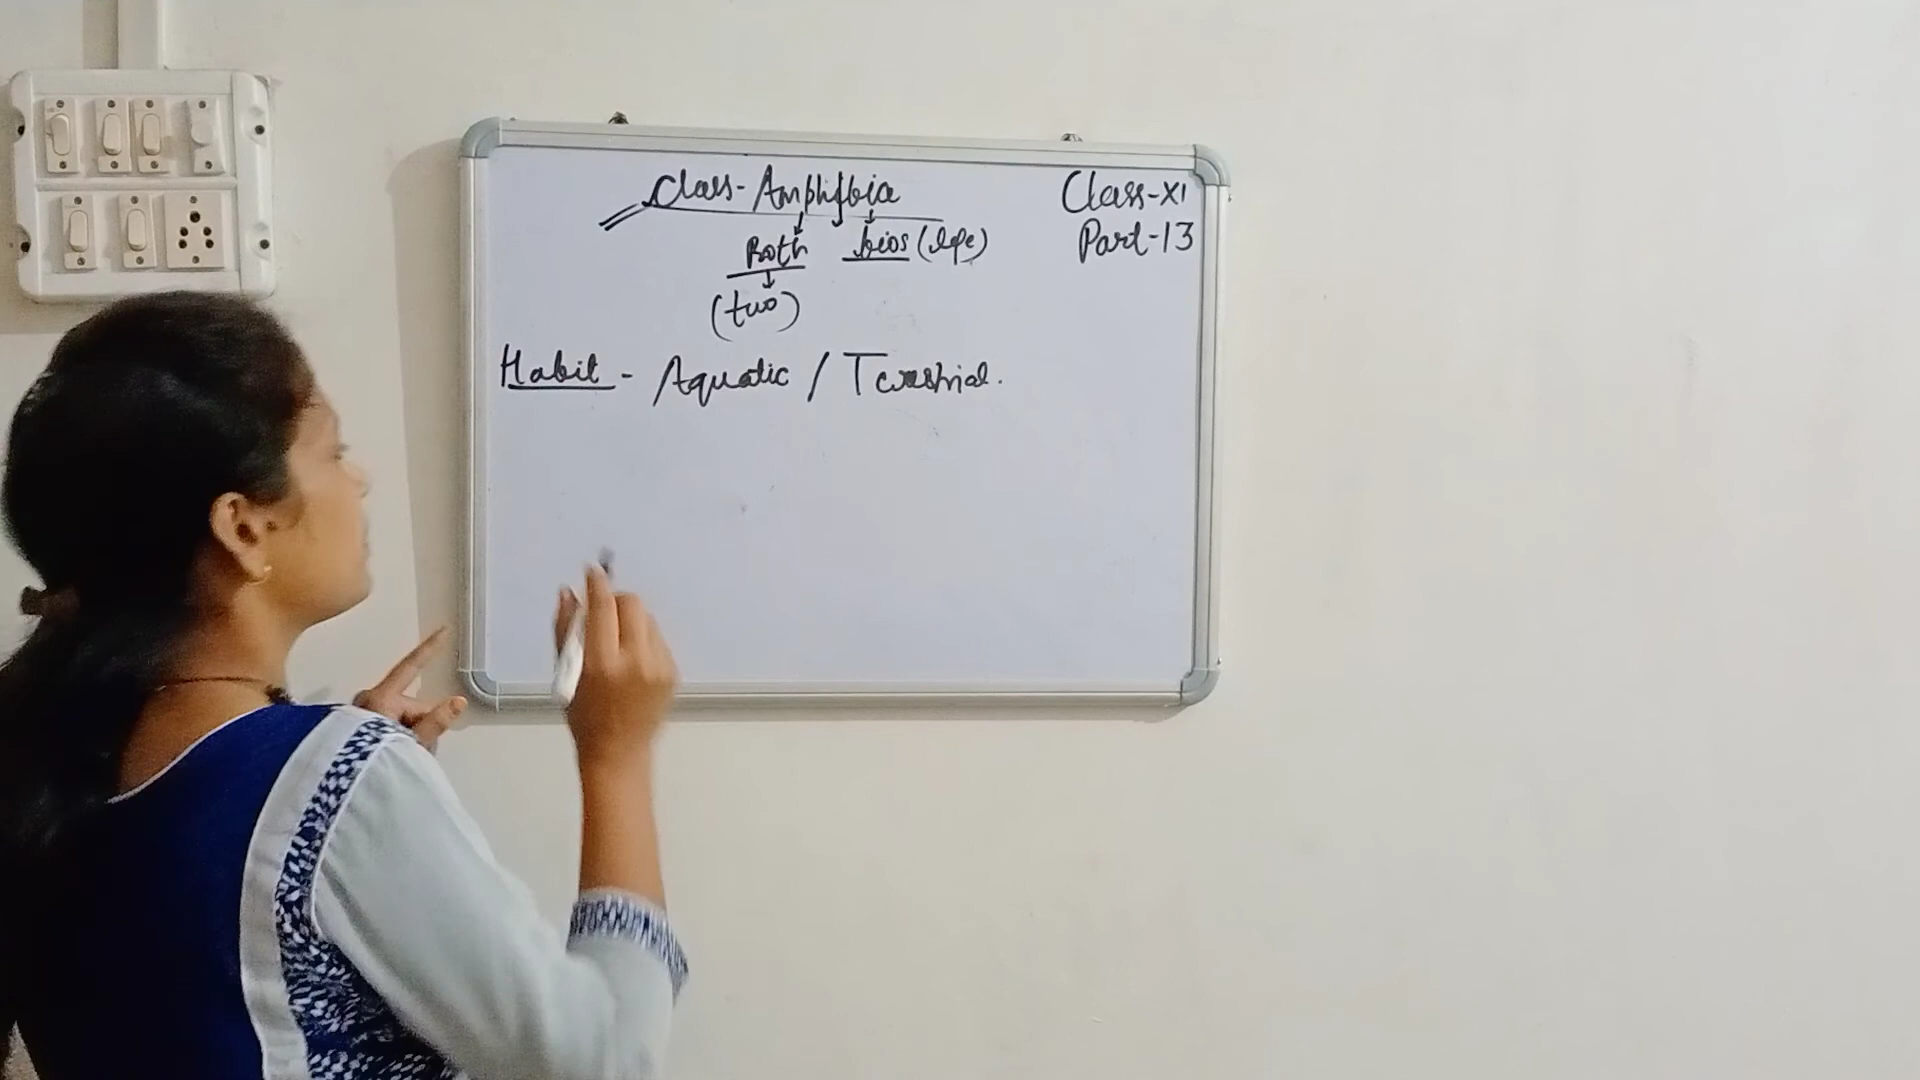 Class- Amphibia
Class-XI
Part-13
Both bios (life)
(two)
Habit - Aquatic / Terrestrial.